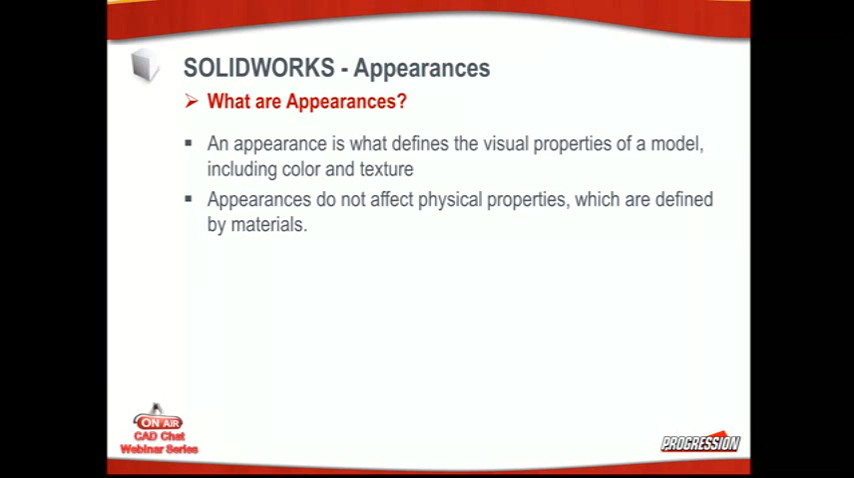 SOLIDWORKS - Appearances
What are Appearances?
An appearance is what defines the visual properties of a model,
including color and texture
Appearances do not affect physical properties, which are defined
by materials.
ON AIR
CAD Chat
Webinar Series
PROGRESSION